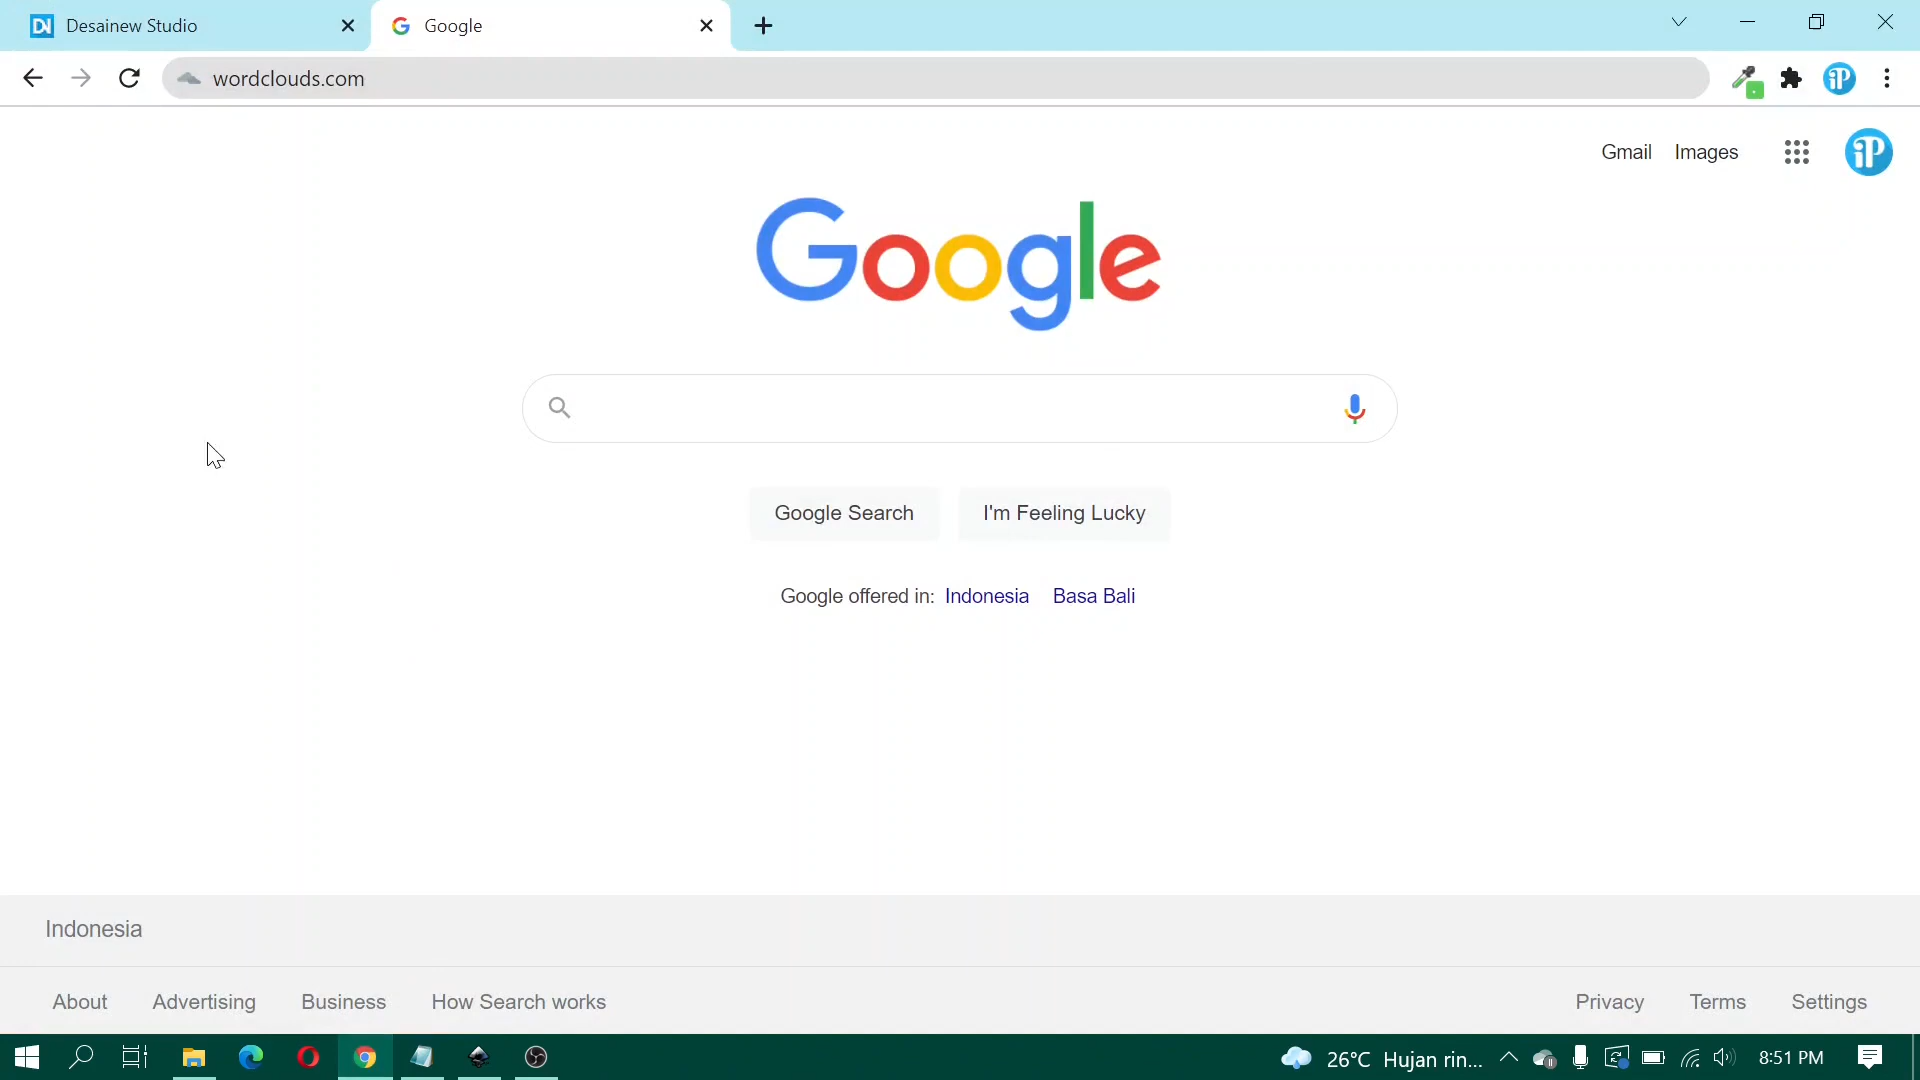 Desainew Studio
Google
wordclouds.com
Gmail Images
Google
Google Search I'm Feeling Lucky
Google offered in: Indonesia Basa Bali
Indonesia
About Advertising Business How Search works Privacy Terms Settings
26°C Hujan rin... 8:51 PM